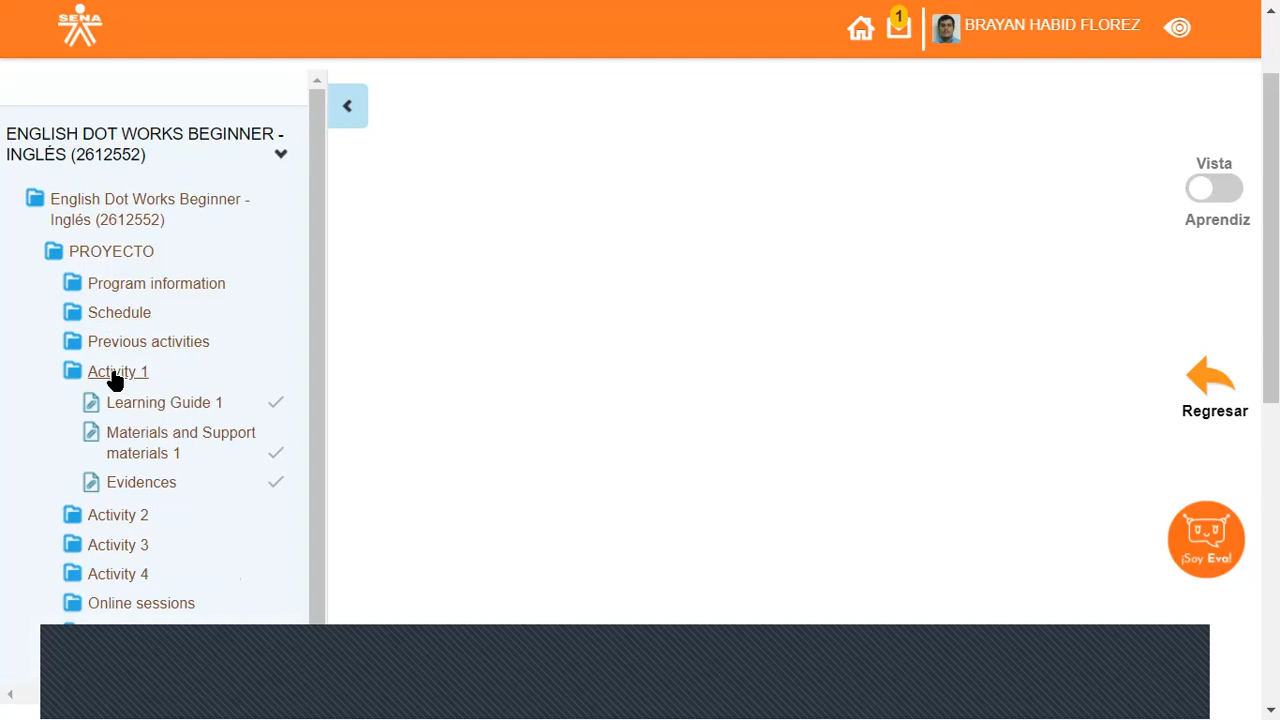 SENA
1
BRAYAN HABID FLOREZ
ENGLISH DOT WORKS BEGINNER -
INGLÉS (2612552)
English Dot Works Beginner -
Inglés (2612552)
PROYECTO
Program information
Schedule
Previous activities
Activity 1
Learning Guide 1
Materials and Support
materials 1
Evidences
Activity 2
Activity 3
Activity 4
Online sessions
Vista
Aprendiz
Regresar
¡Soy Eva!